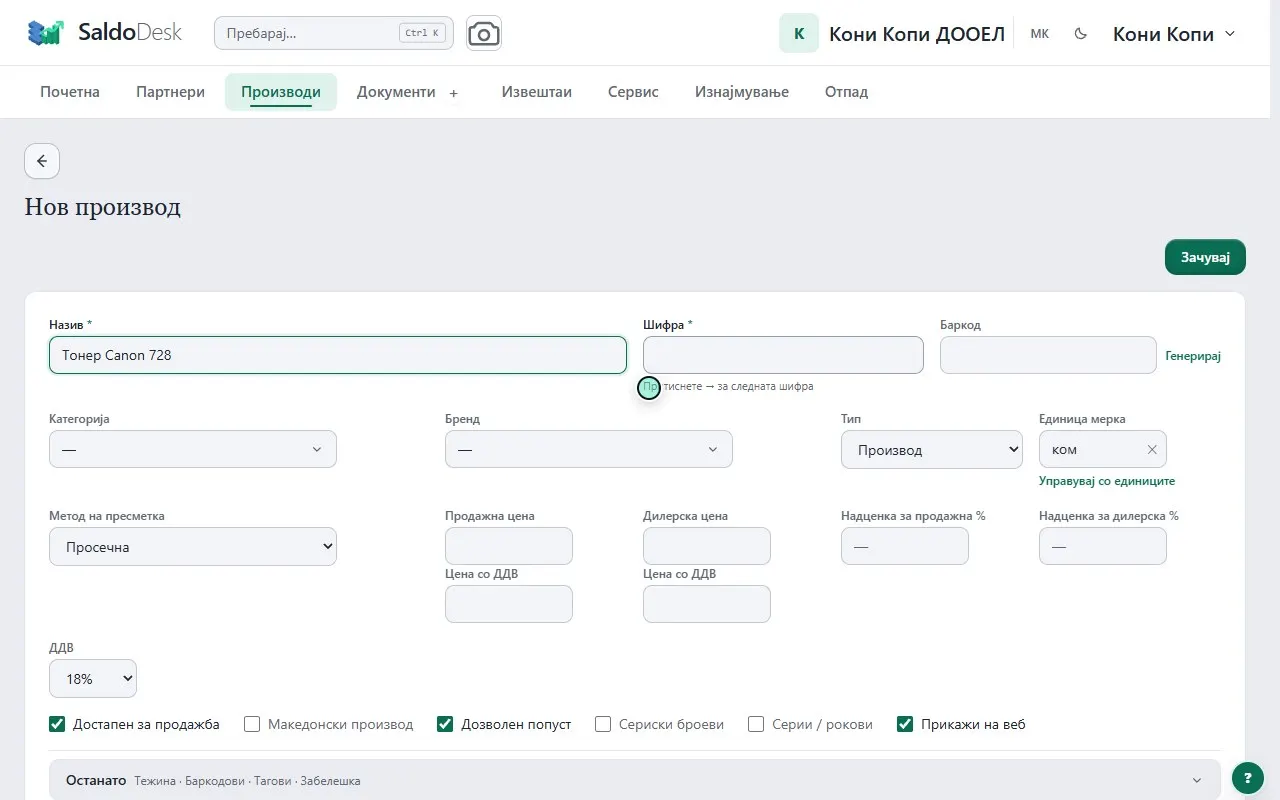 SaldoDesk
Пребарај...
Ctrl K
К
Кони Копи ДООЕЛ
МК
Кони Копи
Почетна
Партнери
Производи
Документи +
Извештаи
Сервис
Изнајмување
Отпад
Нов производ
Зачувај
Назив *
Шифра *
Баркод
Тонер Canon 728
Генерирај
тиснете → за следната шифра
Категорија
Бренд
Тип
Единица мерка
—
—
Производ
ком
Управувај со единиците
Метод на пресметка
Продажна цена
Дилерска цена
Надценка за продажна %
Надценка за дилерска %
Просечна
—
—
Цена со ДДВ
Цена со ДДВ
ДДВ
18%
Достапен за продажба
Македонски производ
Дозволен попуст
Сериски броеви
Серии / рокови
Прикажи на веб
Останато Тежина · Баркодови · Тагови · Забелешка
?